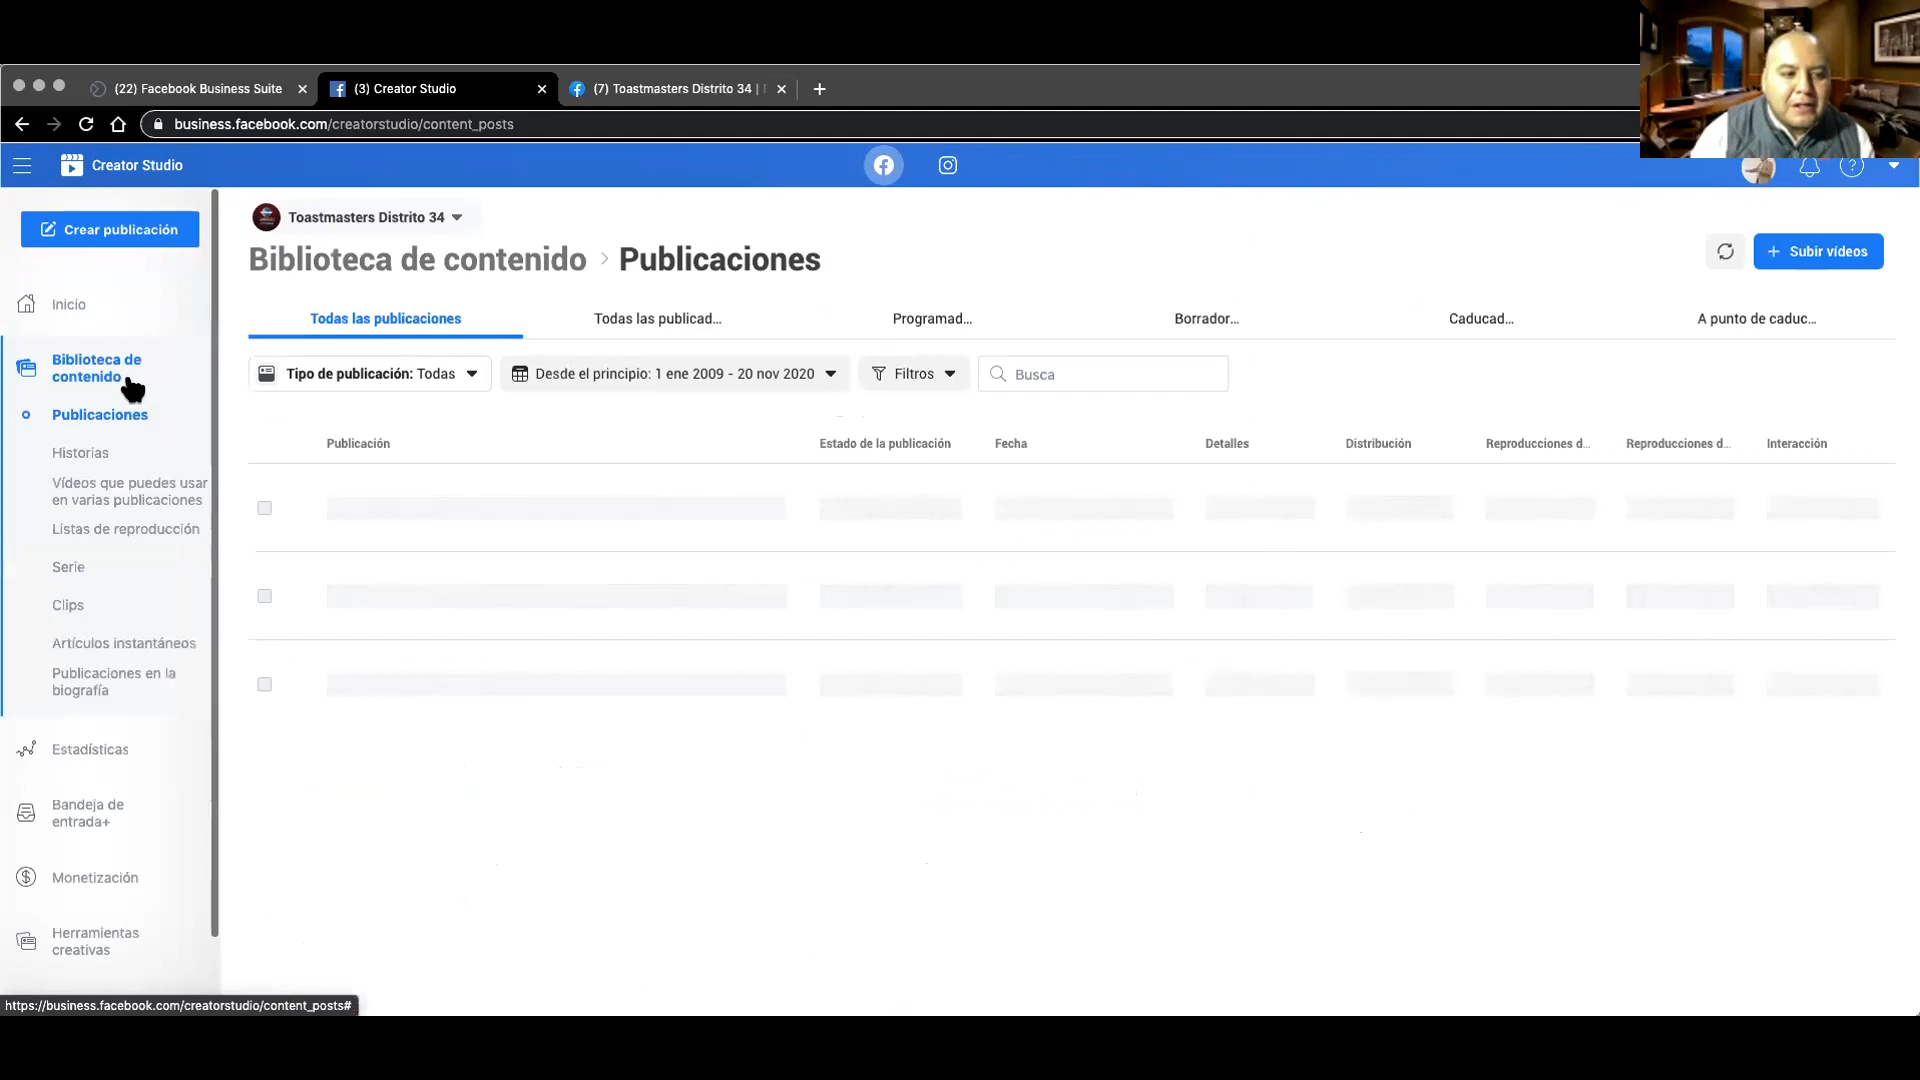 (22) Facebook Business Suite
(3) Creator Studio
(7) Toastmasters Distrito 34 |
business.facebook.com/creatorstudio/content_posts
Creator Studio
Crear publicación
Inicio
Biblioteca de
contenido
Publicaciones
Historias
Vídeos que puedes usar
en varias publicaciones
Listas de reproducción
Serie
Clips
Artículos instantáneos
Publicaciones en la
biografía
Estadísticas
Bandeja de
entrada+
Monetización
Herramientas
creativas
Toastmasters Distrito 34
Biblioteca de contenido > Publicaciones
+ Subir vídeos
Todas las publicaciones
Todas las publicad...
Programad...
Borrador...
Caducad...
A punto de caduc...
Tipo de publicación: Todas
Desde el principio: 1 ene 2009 - 20 nov 2020
Filtros
Busca
Publicación
Estado de la publicación
Fecha
Detalles
Distribución
Reproducciones d...
Reproducciones d...
Interacción
https://business.facebook.com/creatorstudio/content_posts#